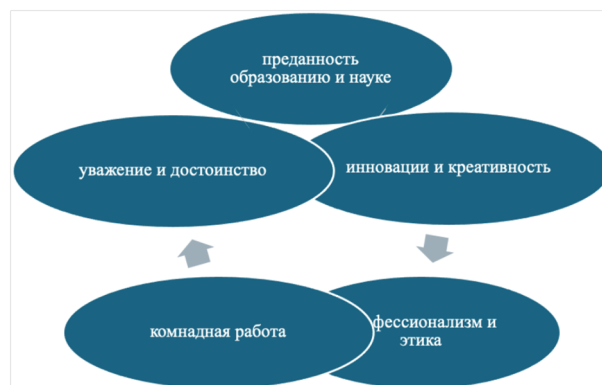 преданность
образованию и науке
уважение и достоинство
инновации и креативность
комнадная работа
фессионализм и
этика